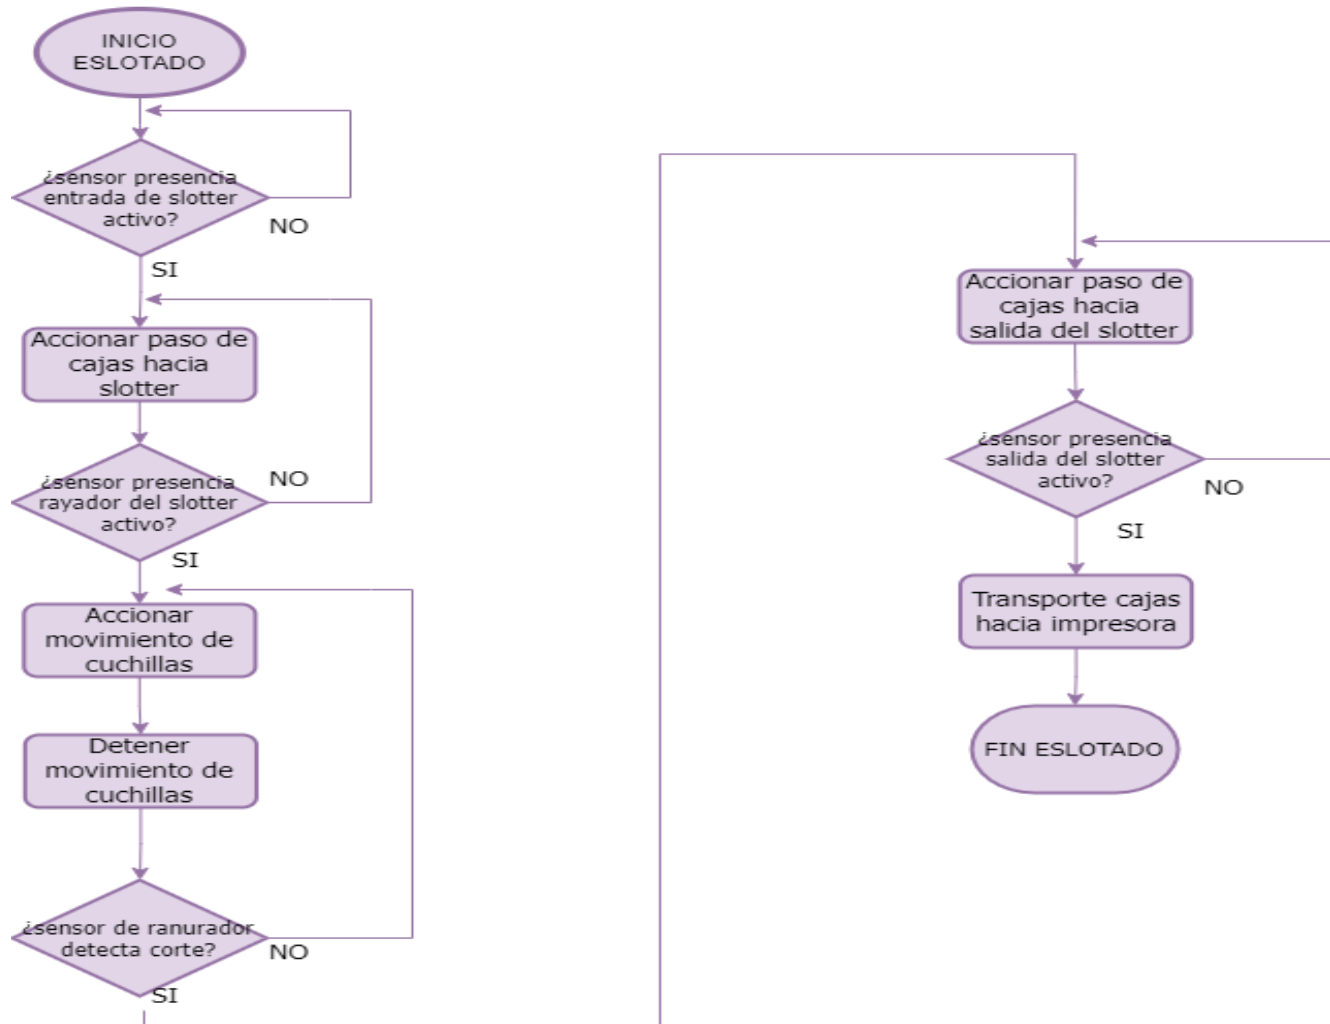 INICIO
ESLOTADO
¿sensor presencia
entrada de slotter
activo?
NO
SI
Accionar paso de
cajas hacia
slotter
¿sensor presencia
rayador del slotter
activo?
NO
SI
Accionar
movimiento de
cuchillas
Detener
movimiento de
cuchillas
¿sensor de ranurador
detecta corte?
NO
SI
Accionar paso de
cajas hacia
salida del slotter
¿sensor presencia
salida del slotter
activo?
NO
SI
Transporte cajas
hacia impresora
FIN ESLOTADO